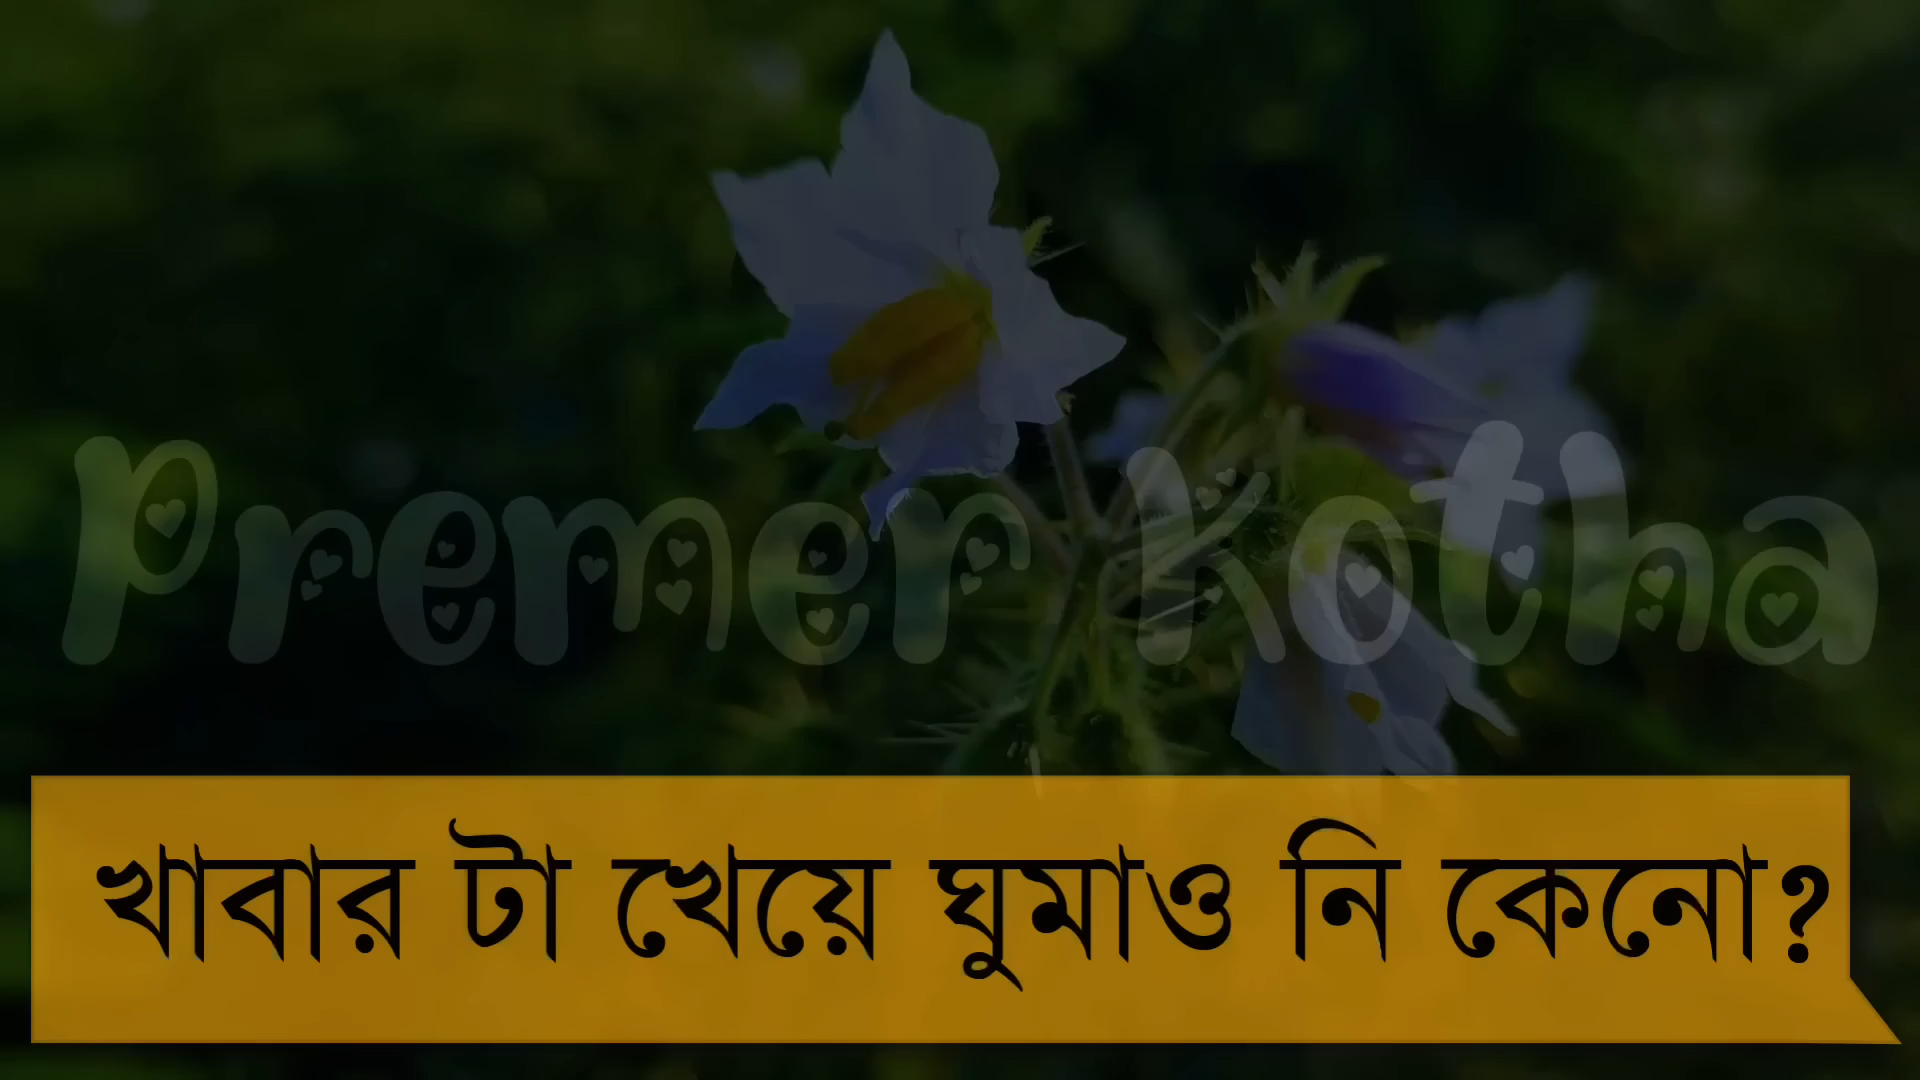 Premer Kotha
খাবার টা খেয়ে ঘুমাও নি কেনো?